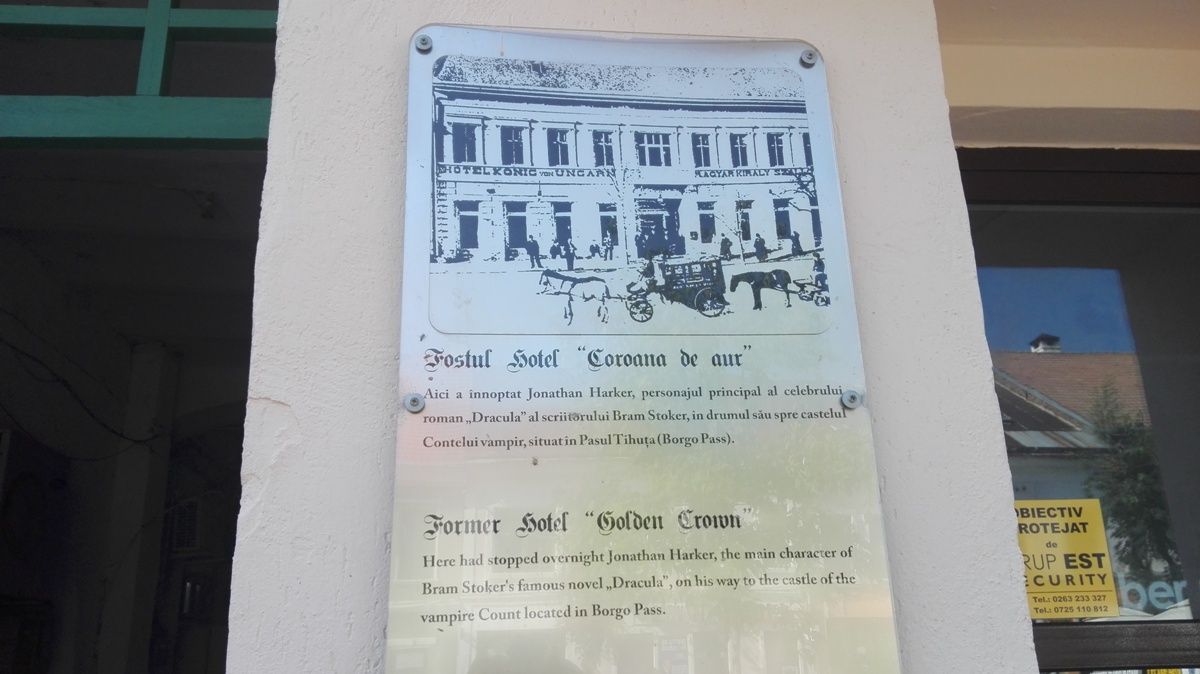 HOTEL KÖNIG VON UNGARN
MAGYAR KIRALY
Fostul Hotel “Coroana de aur”
Aici a înnoptat Jonathan Harker, personajul principal al celebrului
roman „Dracula” al scriitorului Bram Stoker, in drumul său spre castelul
Contelui vampir, situat in Pasul Tihuța (Borgo Pass).
Former Hotel “Golden Crown”
Here had stopped overnight Jonathan Harker, the main character of
Bram Stoker's famous novel „Dracula”, on his way to the castle of the
vampire Count located in Borgo Pass.
OBIECTIV
ROTEJAT
de
RUP EST
ECURITY
Tel.: 0263 233 327
Tel.: 0725 110 812
ber